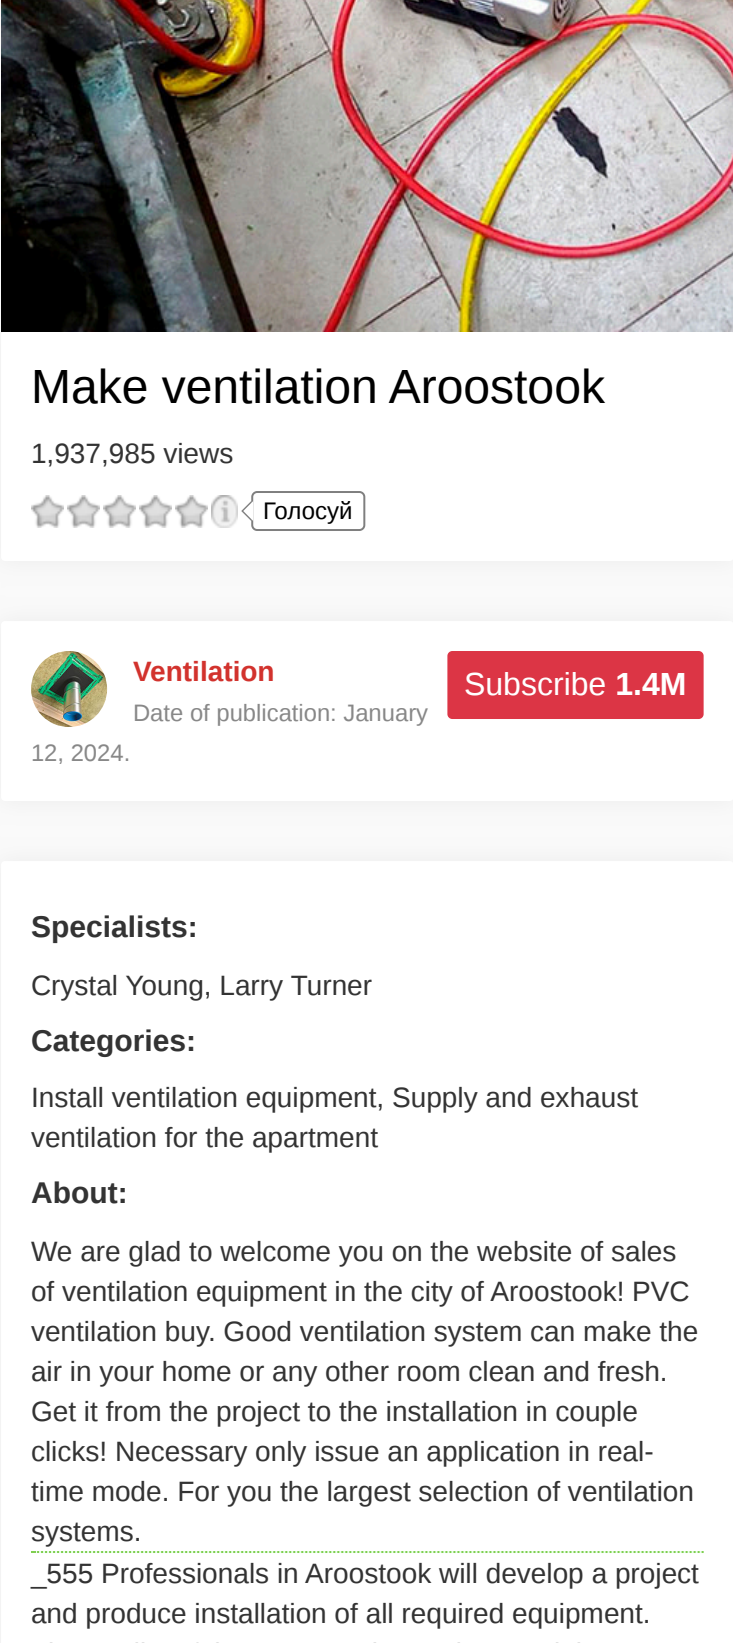 Make ventilation Aroostook
1,937,985 views
Голосуй
Ventilation
Subscribe 1.4M
Date of publication: January
12, 2024.
Specialists:
Crystal Young, Larry Turner
Categories:
Install ventilation equipment, Supply and exhaust
ventilation for the apartment
About:
We are glad to welcome you on the website of sales
of ventilation equipment in the city of Aroostook! PVC
ventilation buy. Good ventilation system can make the
air in your home or any other room clean and fresh.
Get it from the project to the installation in couple
clicks! Necessary only issue an application in real-
time mode. For you the largest selection of ventilation
systems.
_555 Professionals in Aroostook will develop a project
and produce installation of all required equipment.